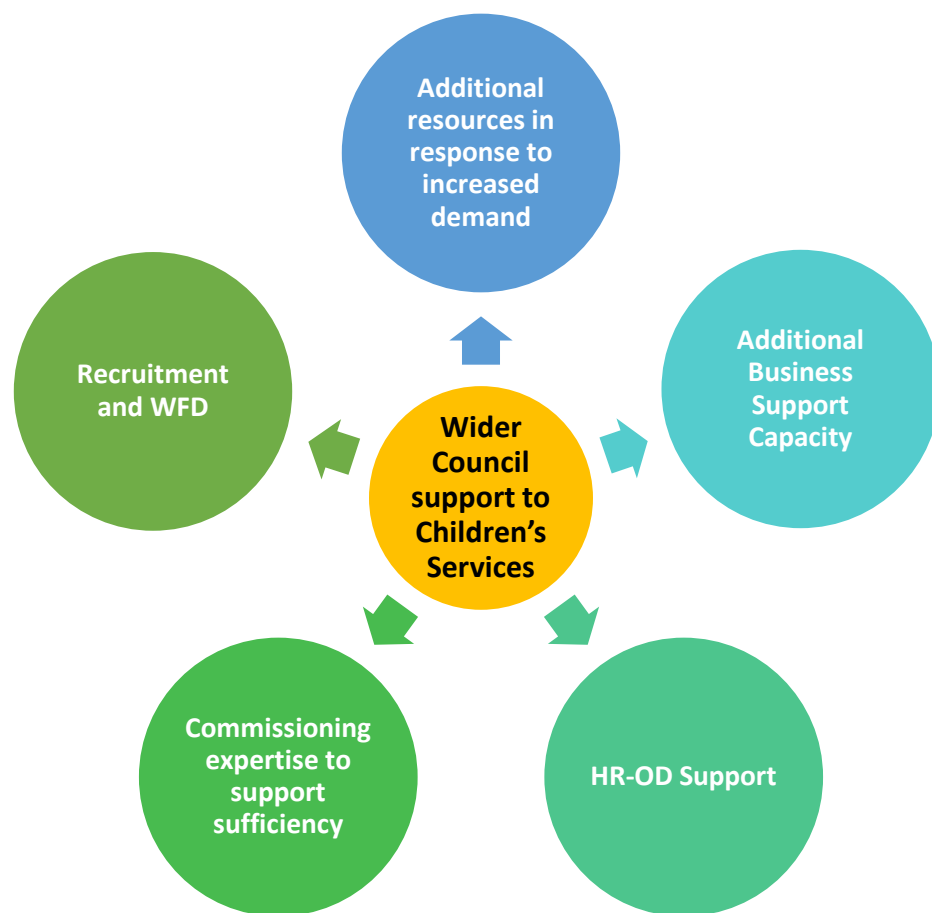 Additional
resources in
response to
increased
demand
Additional
Business
Support
Capacity
Recruitment
and WFD
Wider
Council
support to
Children’s
Services
Commissioning
expertise to
support
sufficiency
HR-OD Support